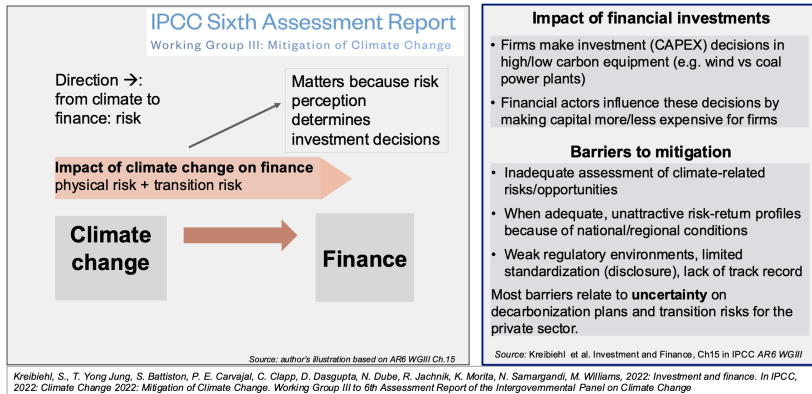 IPCC Sixth Assessment Report
Working Group III: Mitigation of Climate Change
Direction →:
from climate to
finance: risk
Matters because risk
perception
determines
investment decisions
Impact of climate change on finance
physical risk + transition risk
Climate
change
Finance
Source: author's illustration based on AR6 WGIII Ch.15
Impact of financial investments
• Firms make investment (CAPEX) decisions in
high/low carbon equipment (e.g. wind vs coal
power plants)
• Financial actors influence these decisions by
making capital more/less expensive for firms
Barriers to mitigation
• Inadequate assessment of climate-related
risks/opportunities
• When adequate, unattractive risk-return profiles
because of national/regional conditions
• Weak regulatory environments, limited
standardization (disclosure), lack of track record
Most barriers relate to uncertainty on
decarbonization plans and transition risks for the
private sector.
Source: Kreibiehl et al. Investment and Finance, Ch15 in IPCC AR6 WGIII
Kreibiehl, S., T. Yong Jung, S. Battiston, P. E. Carvajal, C. Clapp, D. Dasgupta, N. Dube, R. Jachnik, K. Morita, N. Samargandi, M. Williams, 2022: Investment and finance. In IPCC,
2022: Climate Change 2022: Mitigation of Climate Change. Working Group III to 6th Assessment Report of the Intergovernmental Panel on Climate Change